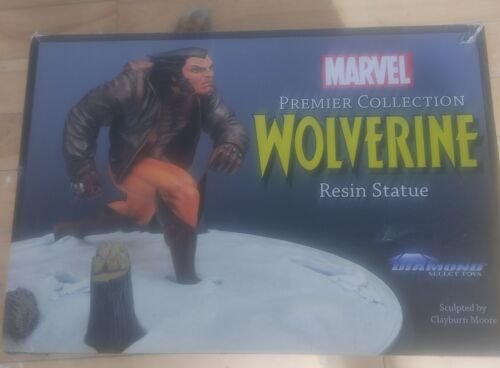 MARVEL
PREMIER COLLECTION
WOLVERINE
Resin Statue
DIAMOND
SELECT TOYS
Sculpted by
Clayburn Moore